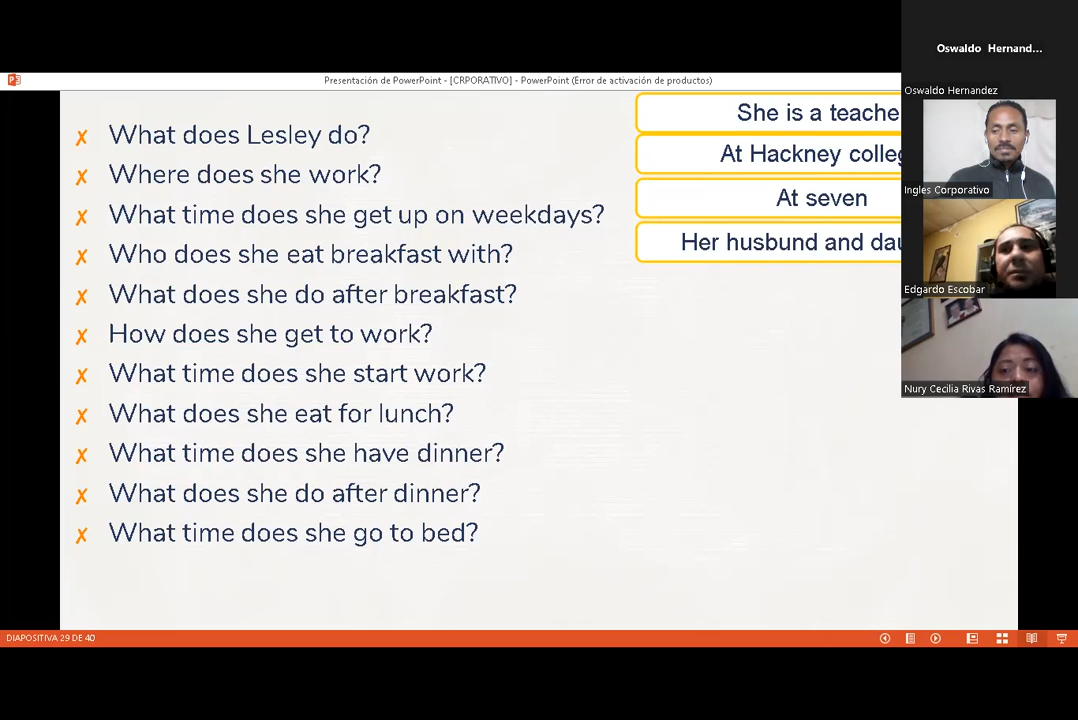 Oswaldo Hernand...
Presentación de PowerPoint - [CRPORATIVO] - PowerPoint (Error de activación de productos)
Oswaldo Hernandez
She is a teache
✗ What does Lesley do?
At Hackney colleg
✗ Where does she work?
Ingles Corporativo
At seven
✗ What time does she get up on weekdays?
Her husbund and dau
✗ Who does she eat breakfast with?
Edgardo Escobar
✗ What does she do after breakfast?
✗ How does she get to work?
✗ What time does she start work?
Nury Cecilia Rivas Ramírez
✗ What does she eat for lunch?
✗ What time does she have dinner?
✗ What does she do after dinner?
✗ What time does she go to bed?
DIAPOSITIVA 29 DE 40